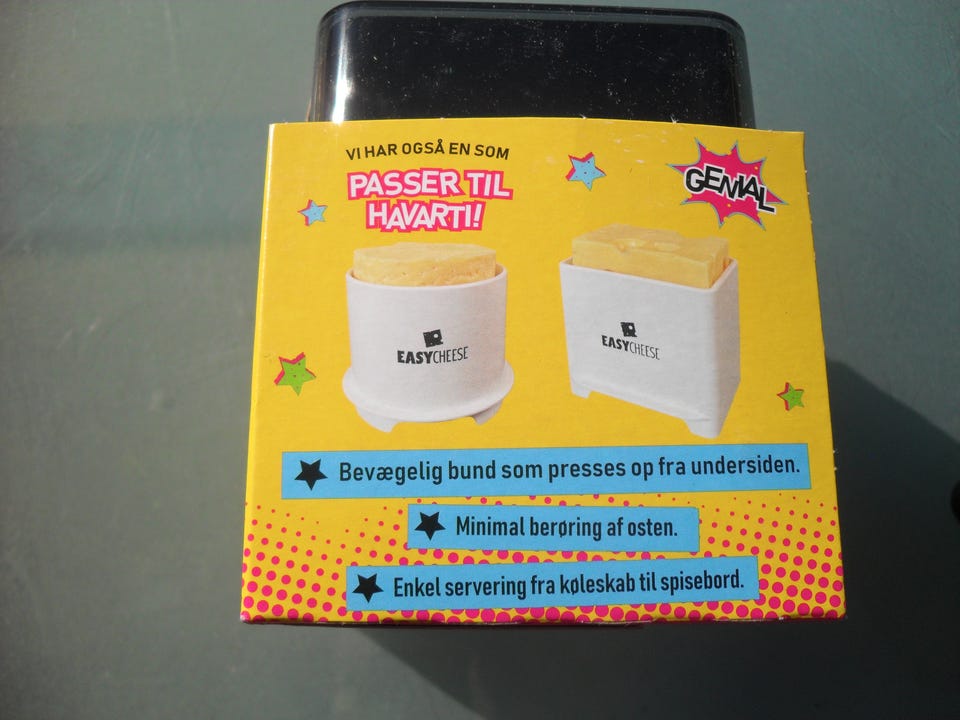 VI HAR OGSÅ EN SOM
PASSER TIL
HAVARTI!
GENIAL
EASYCHEESE
EASYCHEESE
Bevægelig bund som presses op fra undersiden.
Minimal berøring af osten.
Enkel servering fra køleskab til spisebord.